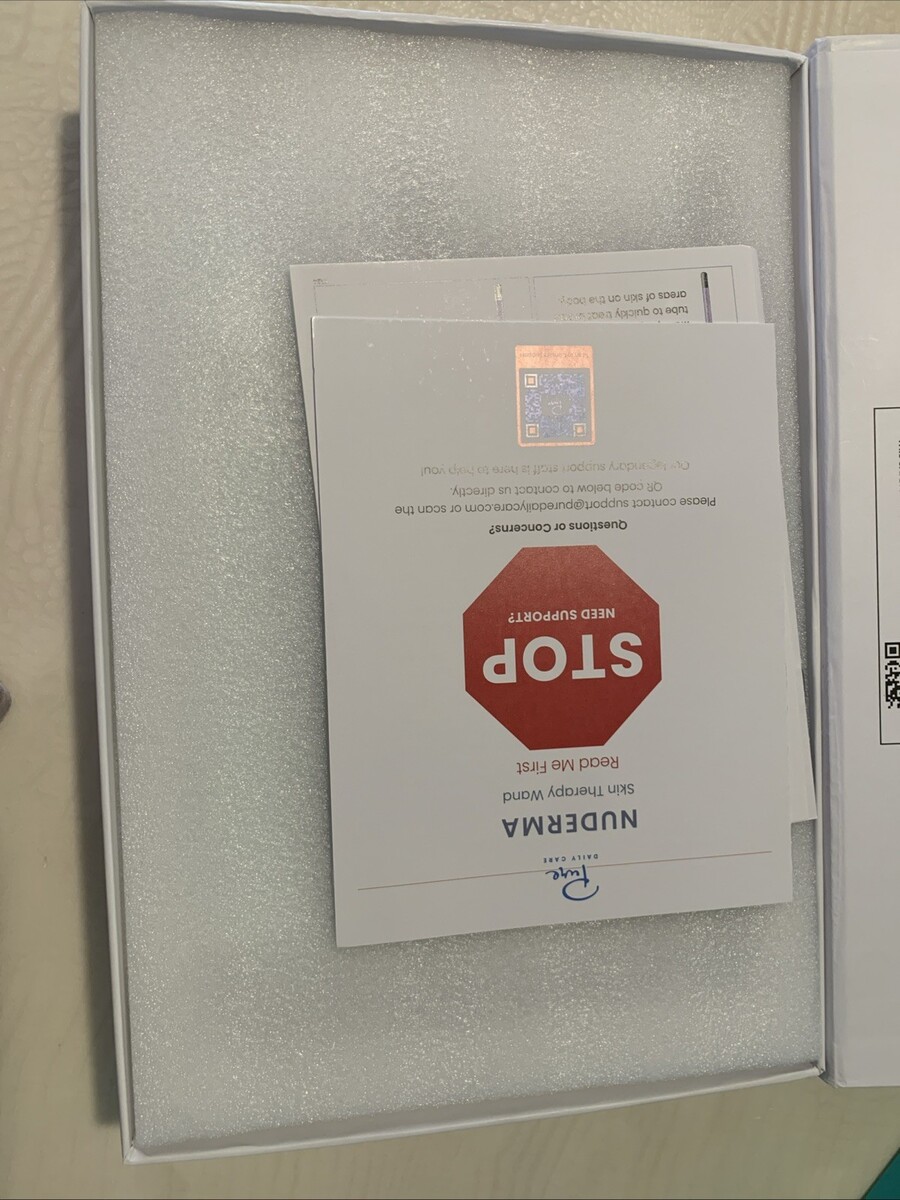 Pure
DAILY CARE
NUDERMA
Skin Therapy Wand
Read Me First
STOP
NEED SUPPORT?
Questions or Concerns?
Please contact support@puredailycare.com or scan the
QR code below to contact us directly.
Our legendary support staff is here to help you!
tube to quickly treat
areas of skin on the body.